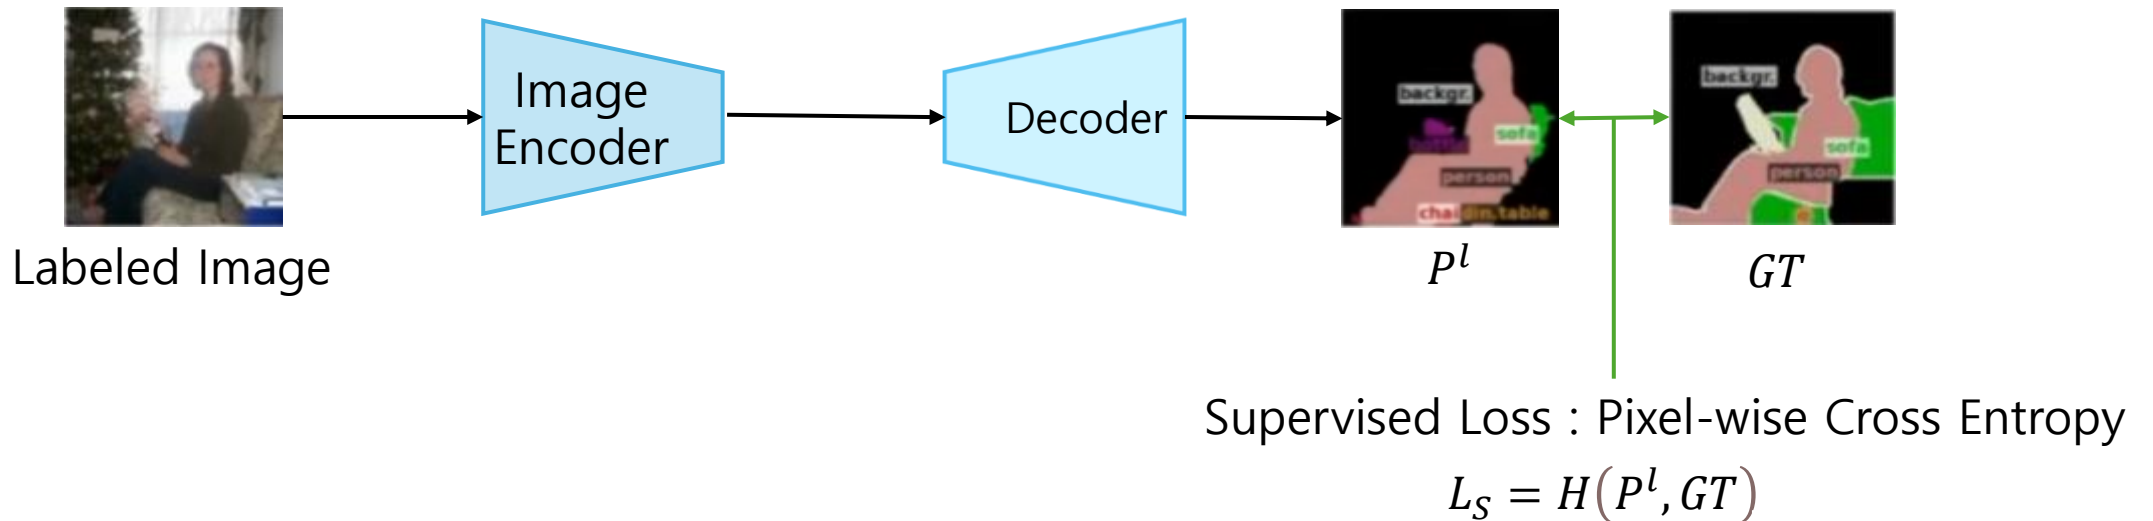 Image
Encoder
Decoder
backgr.
bottle
sofa
person
chai
din.table
backgr.
sofa
person
Labeled Image
P^l
GT
Supervised Loss : Pixel-wise Cross Entropy
L_S = H(P^l, GT)